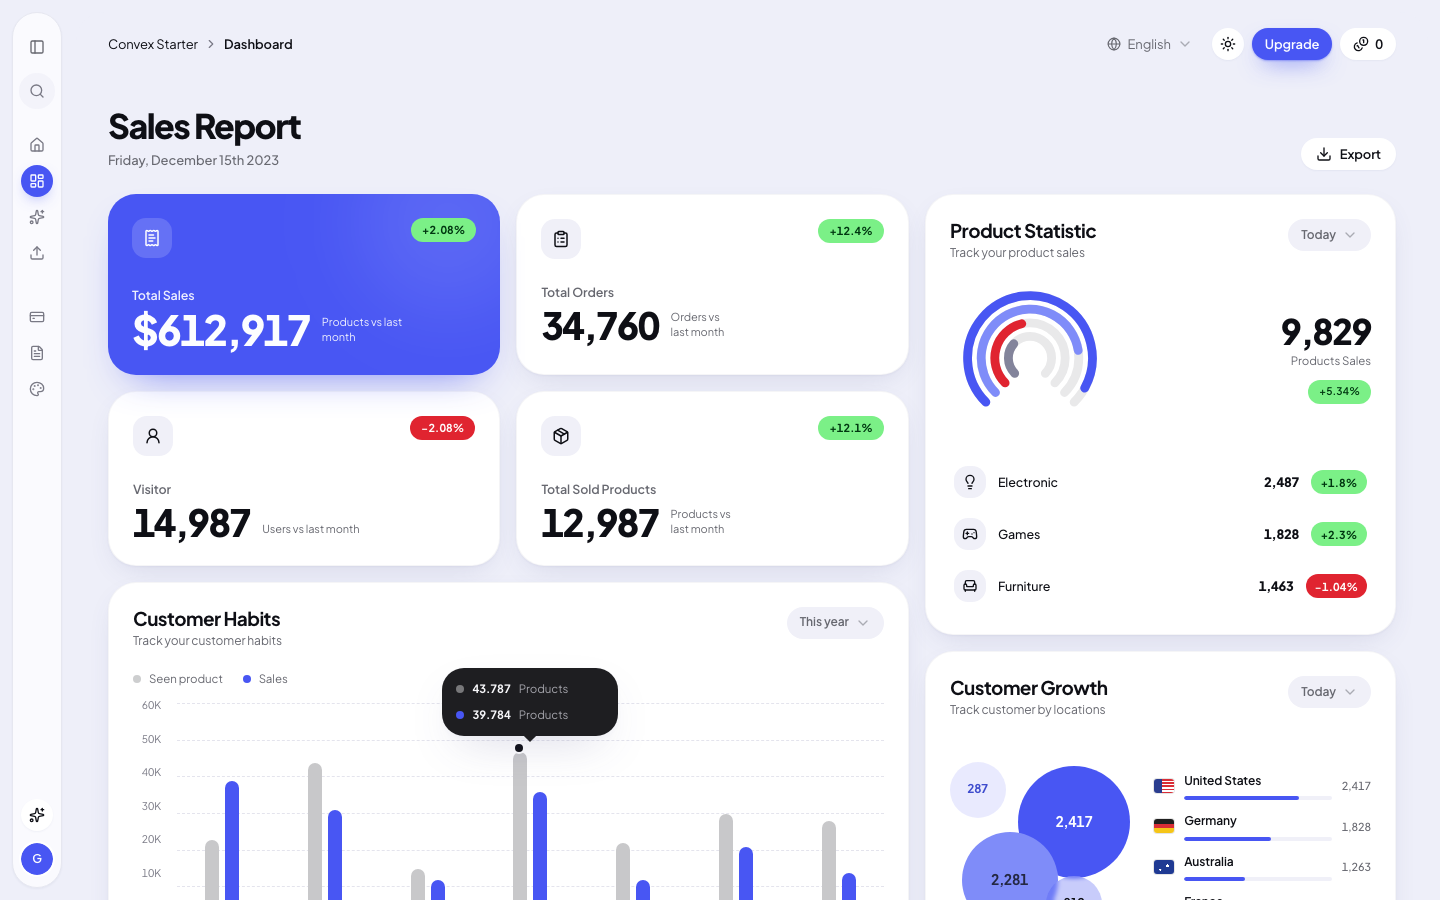 Convex Starter > Dashboard
English
Upgrade
0
Sales Report
Friday, December 15th 2023
Export
+2.08%
Total Sales
$612,917
Products vs last
month
+12.4%
Total Orders
34,760
Orders vs
last month
-2.08%
Visitor
14,987
Users vs last month
+12.1%
Total Sold Products
12,987
Products vs
last month
Product Statistic
Track your product sales
Today
9,829
Products Sales
+5.34%
Electronic 2,487 +1.8%
Games 1,828 +2.3%
Furniture 1,463 -1.04%
Customer Habits
Track your customer habits
This year
Seen product Sales
43.787 Products
39.784 Products
60K
50K
40K
30K
20K
10K
Customer Growth
Track customer by locations
Today
287
2,417
2,281
United States 2,417
Germany 1,828
Australia 1,263
G